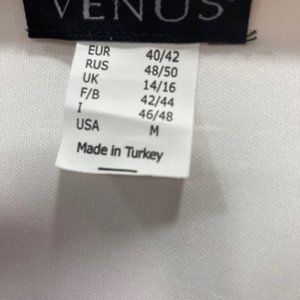 VENUS
EUR 40/42
RUS 48/50
UK 14/16
F/B 42/44
I 46/48
USA M
Made in Turkey